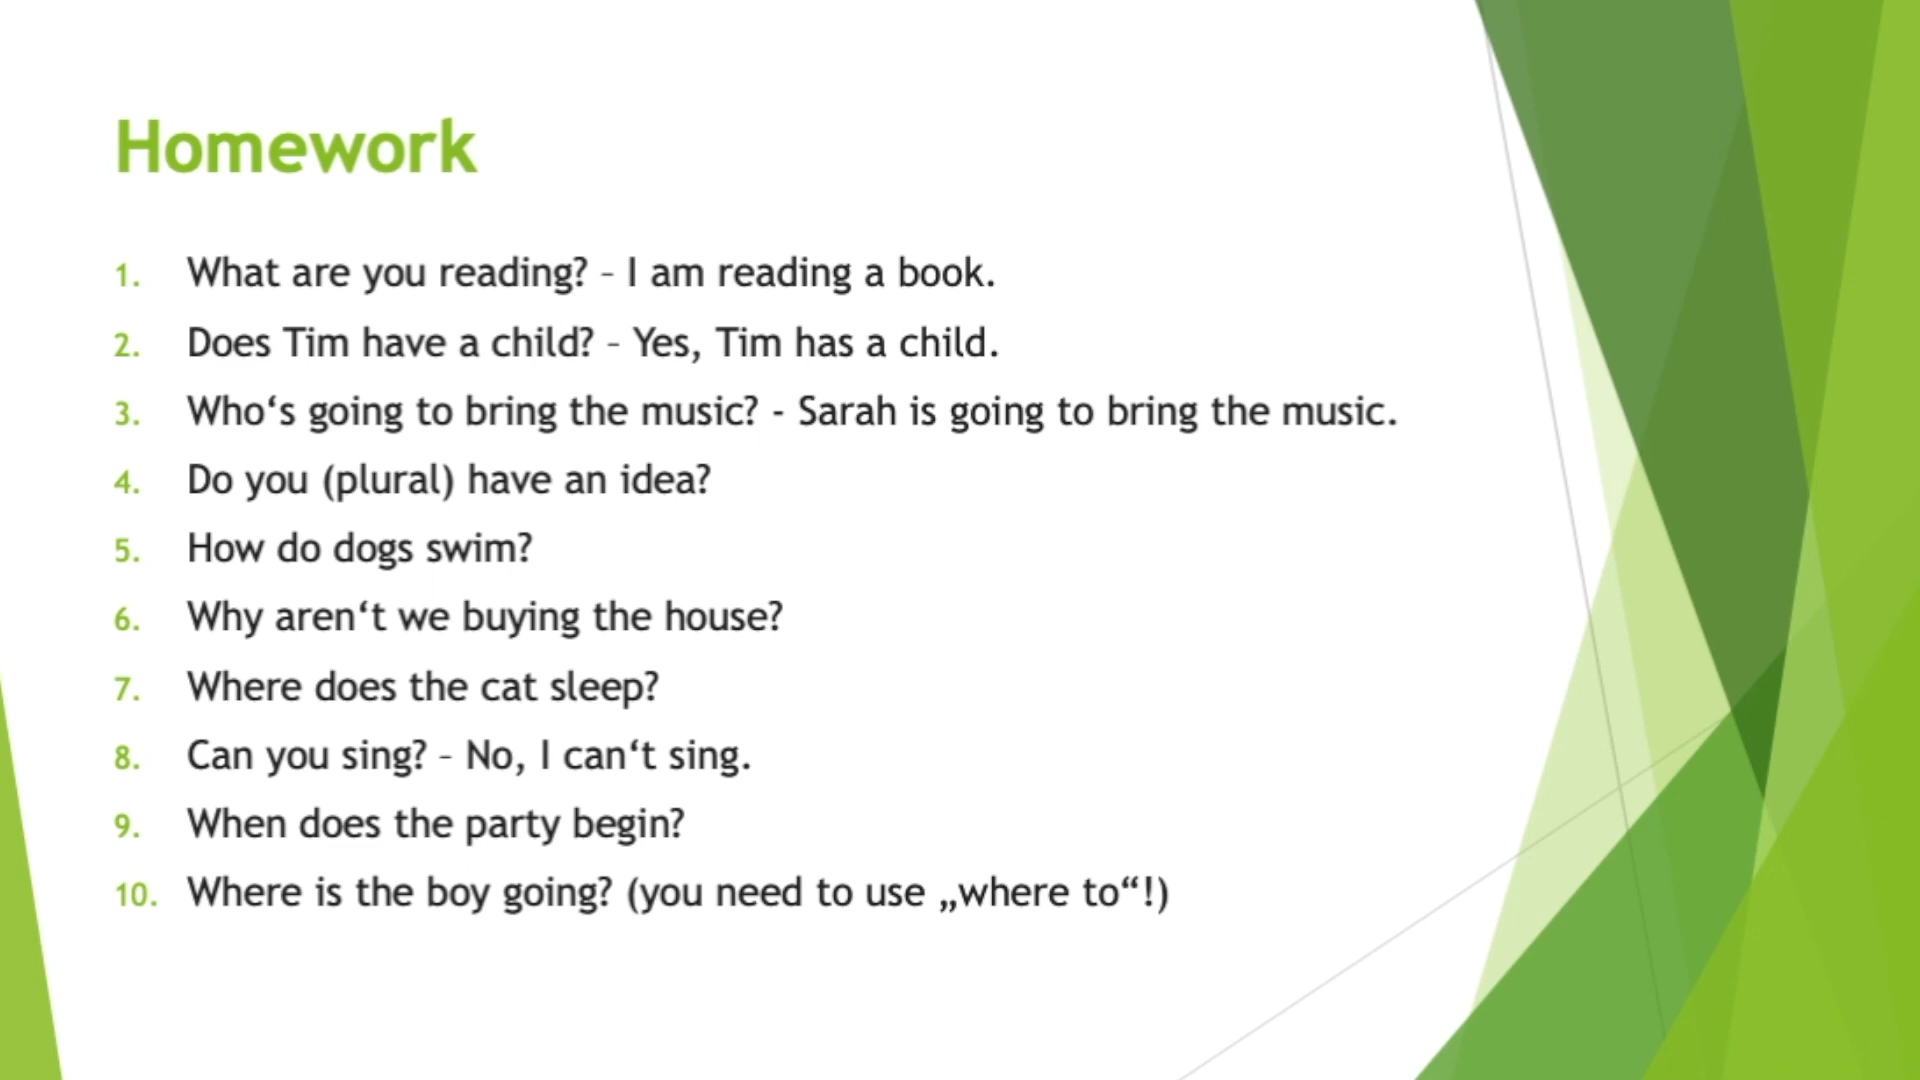 Homework
1. What are you reading? – I am reading a book.
2. Does Tim have a child? – Yes, Tim has a child.
3. Who‘s going to bring the music? - Sarah is going to bring the music.
4. Do you (plural) have an idea?
5. How do dogs swim?
6. Why aren‘t we buying the house?
7. Where does the cat sleep?
8. Can you sing? – No, I can‘t sing.
9. When does the party begin?
10. Where is the boy going? (you need to use „where to“!)